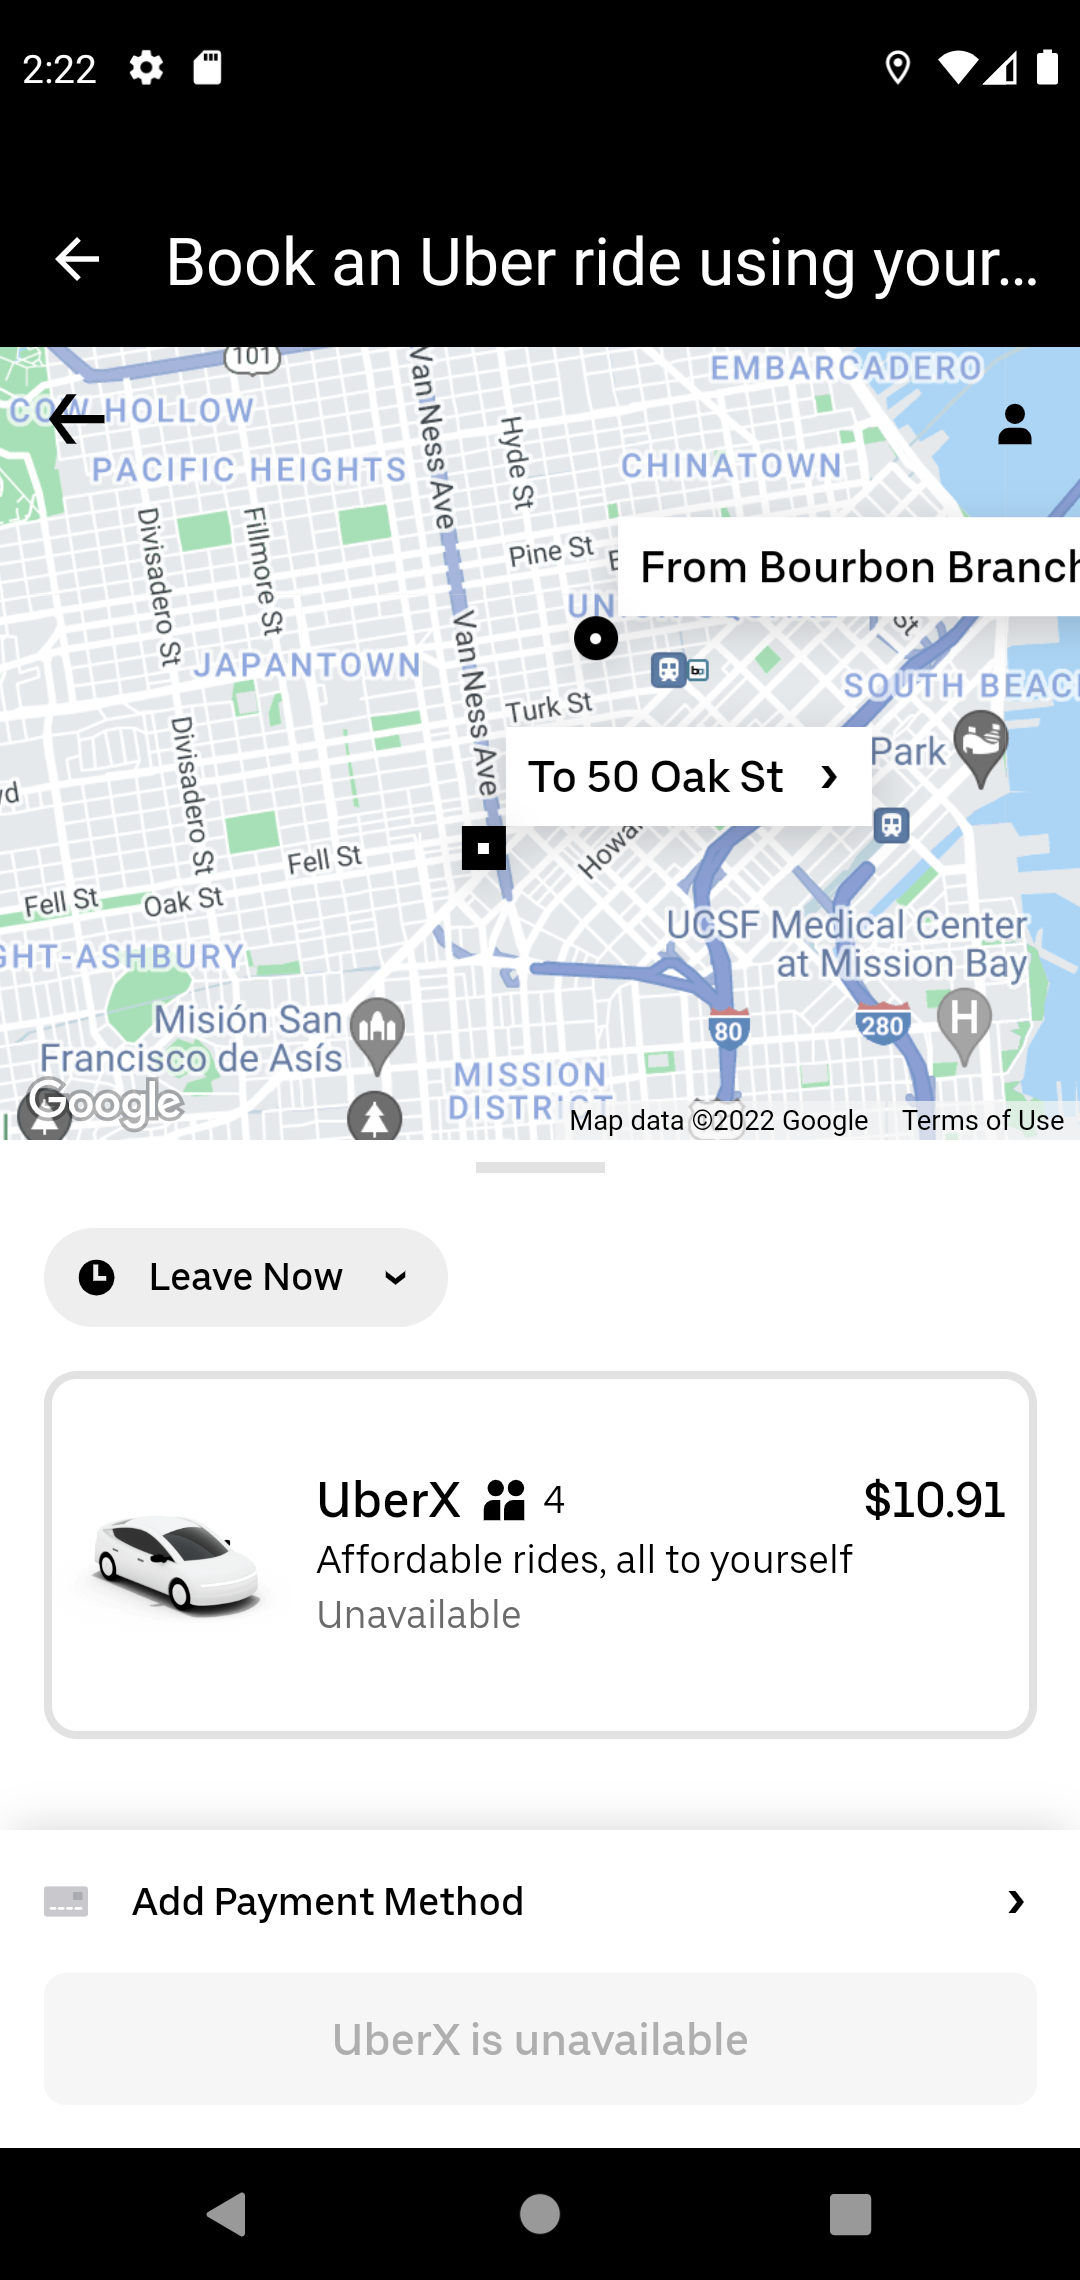 2:22
Book an Uber ride using your...
101
Van Ness Ave
EMBARCADERO
COW HOLLOW
Hyde St
PACIFIC HEIGHTS
CHINATOWN
Divisadero St
Fillmore St
Pine St
From Bourbon Branch
JAPANTOWN
Van Ness Ave
SOUTH BEAC
Turk St
Divisadero St
Park
To 50 Oak St
Fell St
Fell St
Oak St
UCSF Medical Center
at Mission Bay
GHT-ASHBURY
H
Misión San
Francisco de Asís
80
280
MISSION
DISTRICT
Google
Map data ©2022 Google
Terms of Use
Leave Now
UberX 4 $10.91
Affordable rides, all to yourself
Unavailable
Add Payment Method
UberX is unavailable